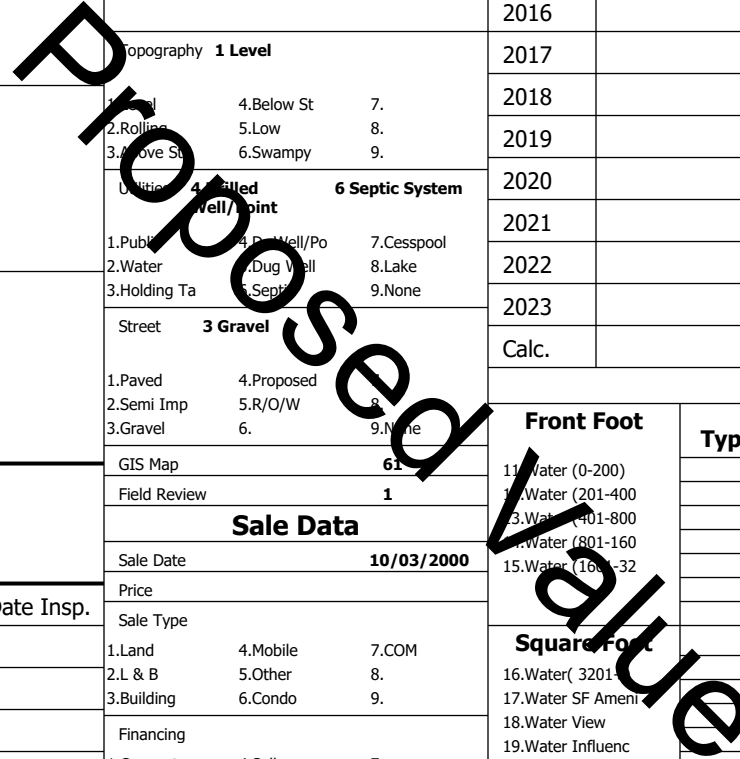 2016
Topography 1 Level
2017
1.Level 4.Below St 7.
2018
2.Rolling 5.Low 8.
3.Above St 6.Swampy 9.
2019
Utilities 4 Drilled 6 Septic System
Well/Point
2020
2021
1.Public 4.Dr Well/Po 7.Cesspool
2.Water 5.Dug Well 8.Lake
2022
3.Holding Ta 6.Septic 9.None
2023
Street 3 Gravel
Calc.
1.Paved 4.Proposed 7.
2.Semi Imp 5.R/O/W 8.
3.Gravel 6. 9.None
GIS Map 61
Field Review 1
Sale Data
Sale Date 10/03/2000
Price
Sale Type
1.Land 4.Mobile 7.COM
2.L & B 5.Other 8.
3.Building 6.Condo 9.
Financing
Date Insp.
Front Foot
Typ
11.Water (0-200)
12.Water (201-400
13.Water (401-800
14.Water (801-160
15.Water (1601-32
Square Foot
16.Water( 3201-
17.Water SF Ameni
18.Water View
19.Water Influenc
Proposed Value